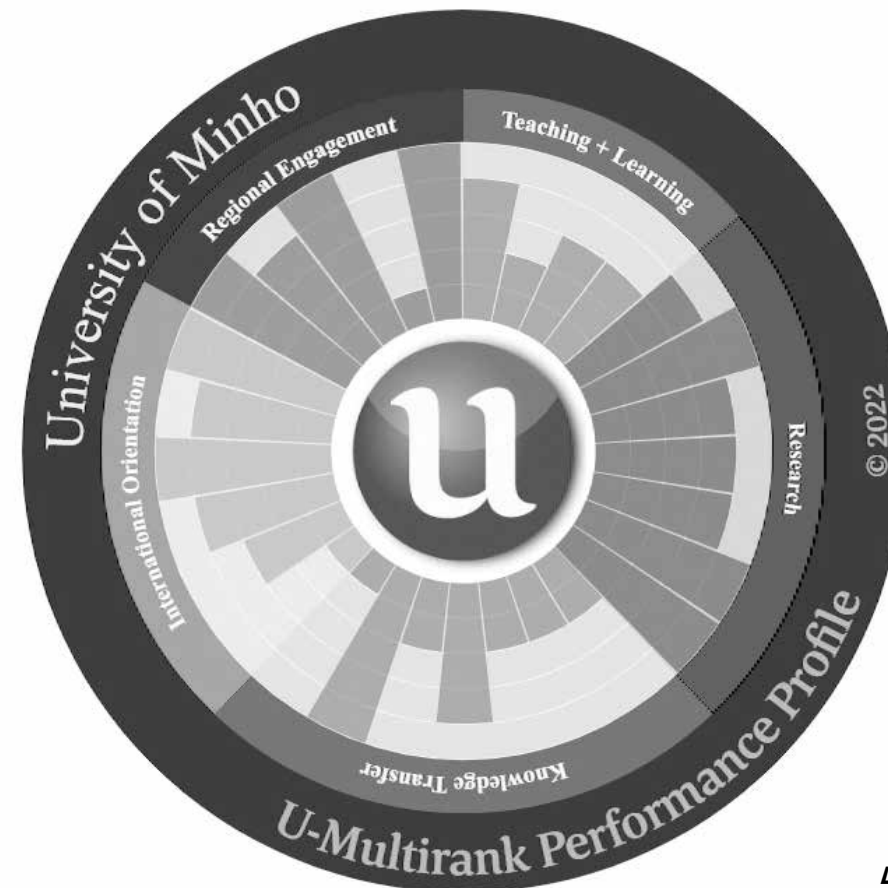 University of Minho
Regional Engagement
Teaching + Learning
Research
© 2022
International Orientation
u
Knowledge Transfer
U-Multirank Performance Profile